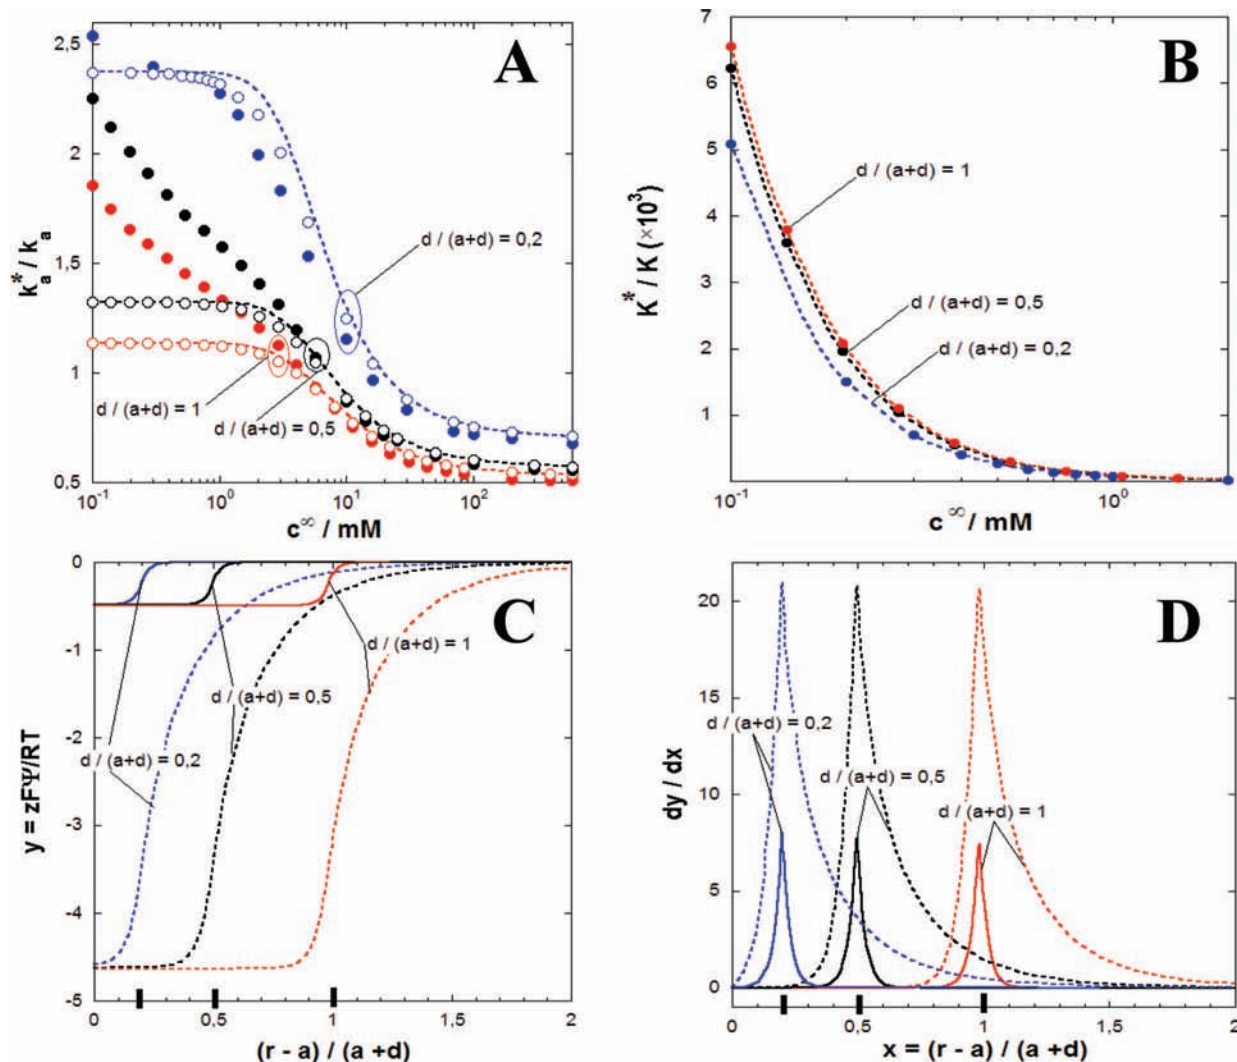 A
2,5
2
1,5
1
0,5
k*a / ka
d / (a+d) = 0,2
d / (a+d) = 1
d / (a+d) = 0,5
10-1 100 101 102
c∞ / mM
B
7
6
5
4
3
2
1
K* / K (×103)
d / (a+d) = 1
d / (a+d) = 0,5
d / (a+d) = 0,2
10-1 100
c∞ / mM
C
0
-1
-2
-3
-4
-5
y = zFΨ/RT
d / (a+d) = 1
d / (a+d) = 0,5
d / (a+d) = 0,2
0 0,5 1 1,5 2
(r - a) / (a +d)
D
20
15
10
5
0
dy / dx
d / (a+d) = 0,2
d / (a+d) = 0,5
d / (a+d) = 1
0 0,5 1 1,5 2
x = (r - a) / (a +d)